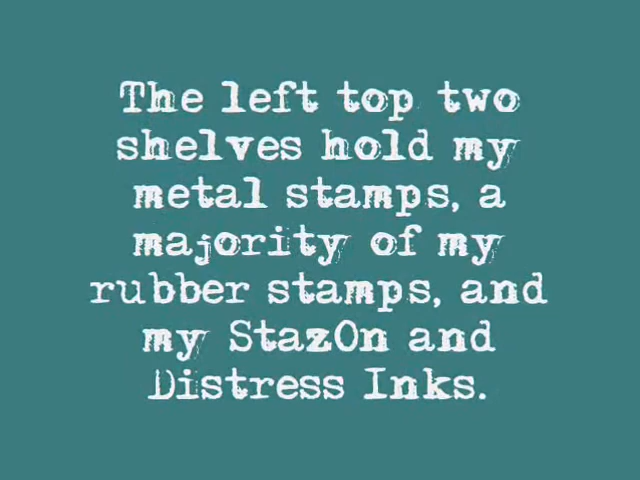 The left top two
shelves hold my
metal stamps, a
majority of my
rubber stamps, and
my StazOn and
Distress Inks.